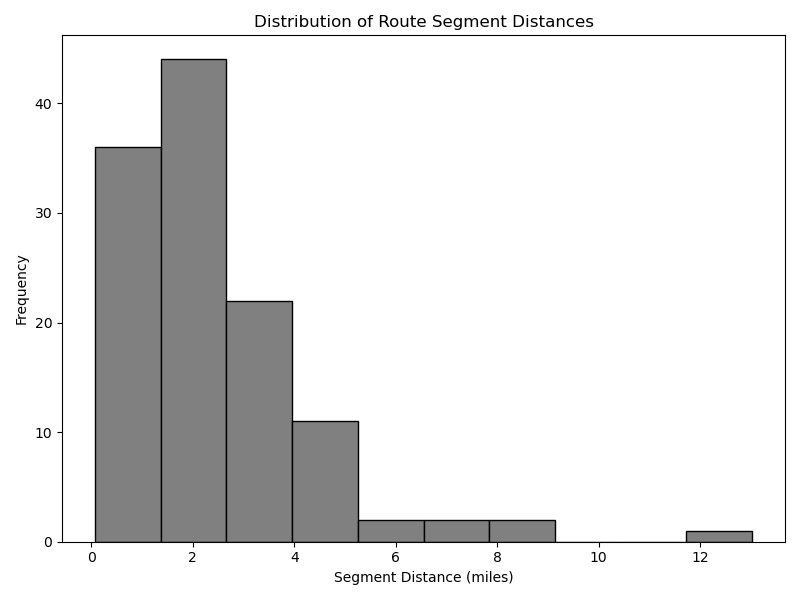 Distribution of Route Segment Distances
40
30
20
10
0
Frequency
0 2 4 6 8 10 12
Segment Distance (miles)